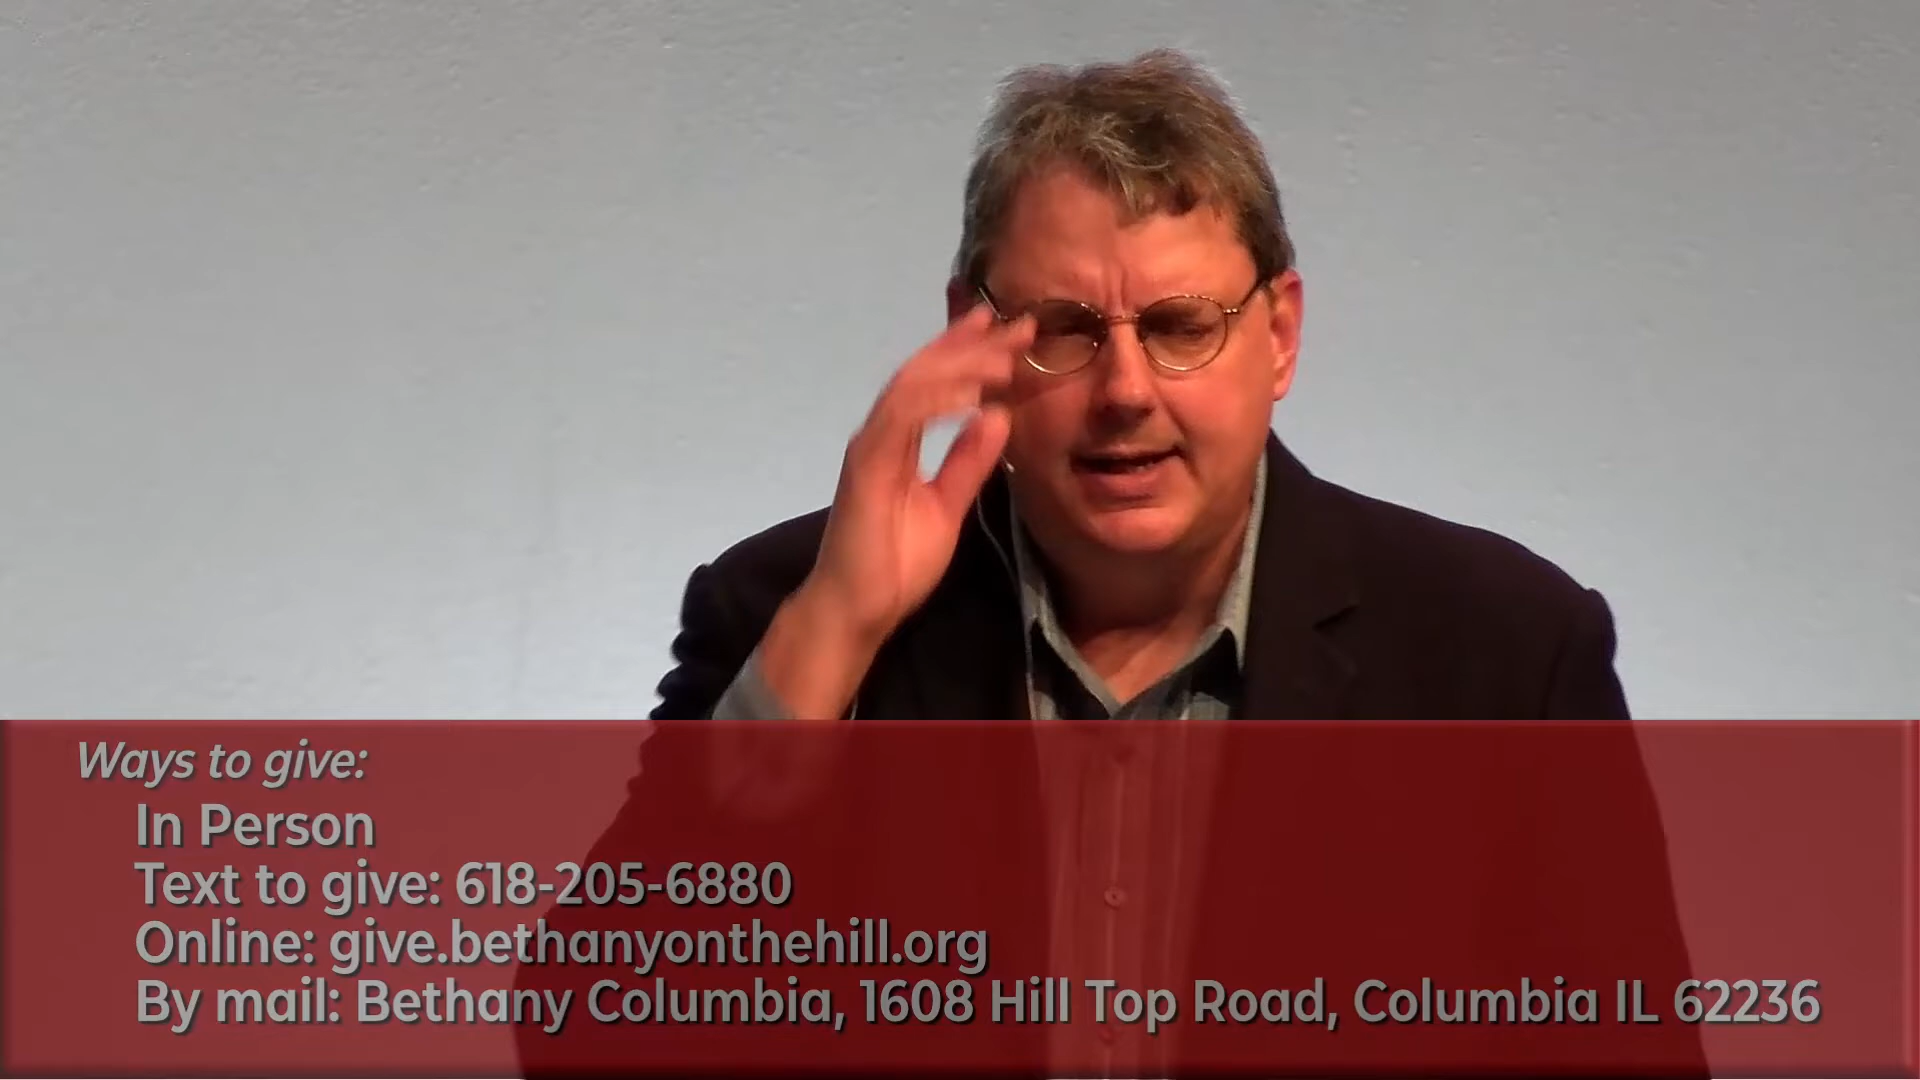 Ways to give:
In Person
Text to give: 618-205-6880
Online: give.bethanyonthehill.org
By mail: Bethany Columbia, 1608 Hill Top Road, Columbia IL 62236